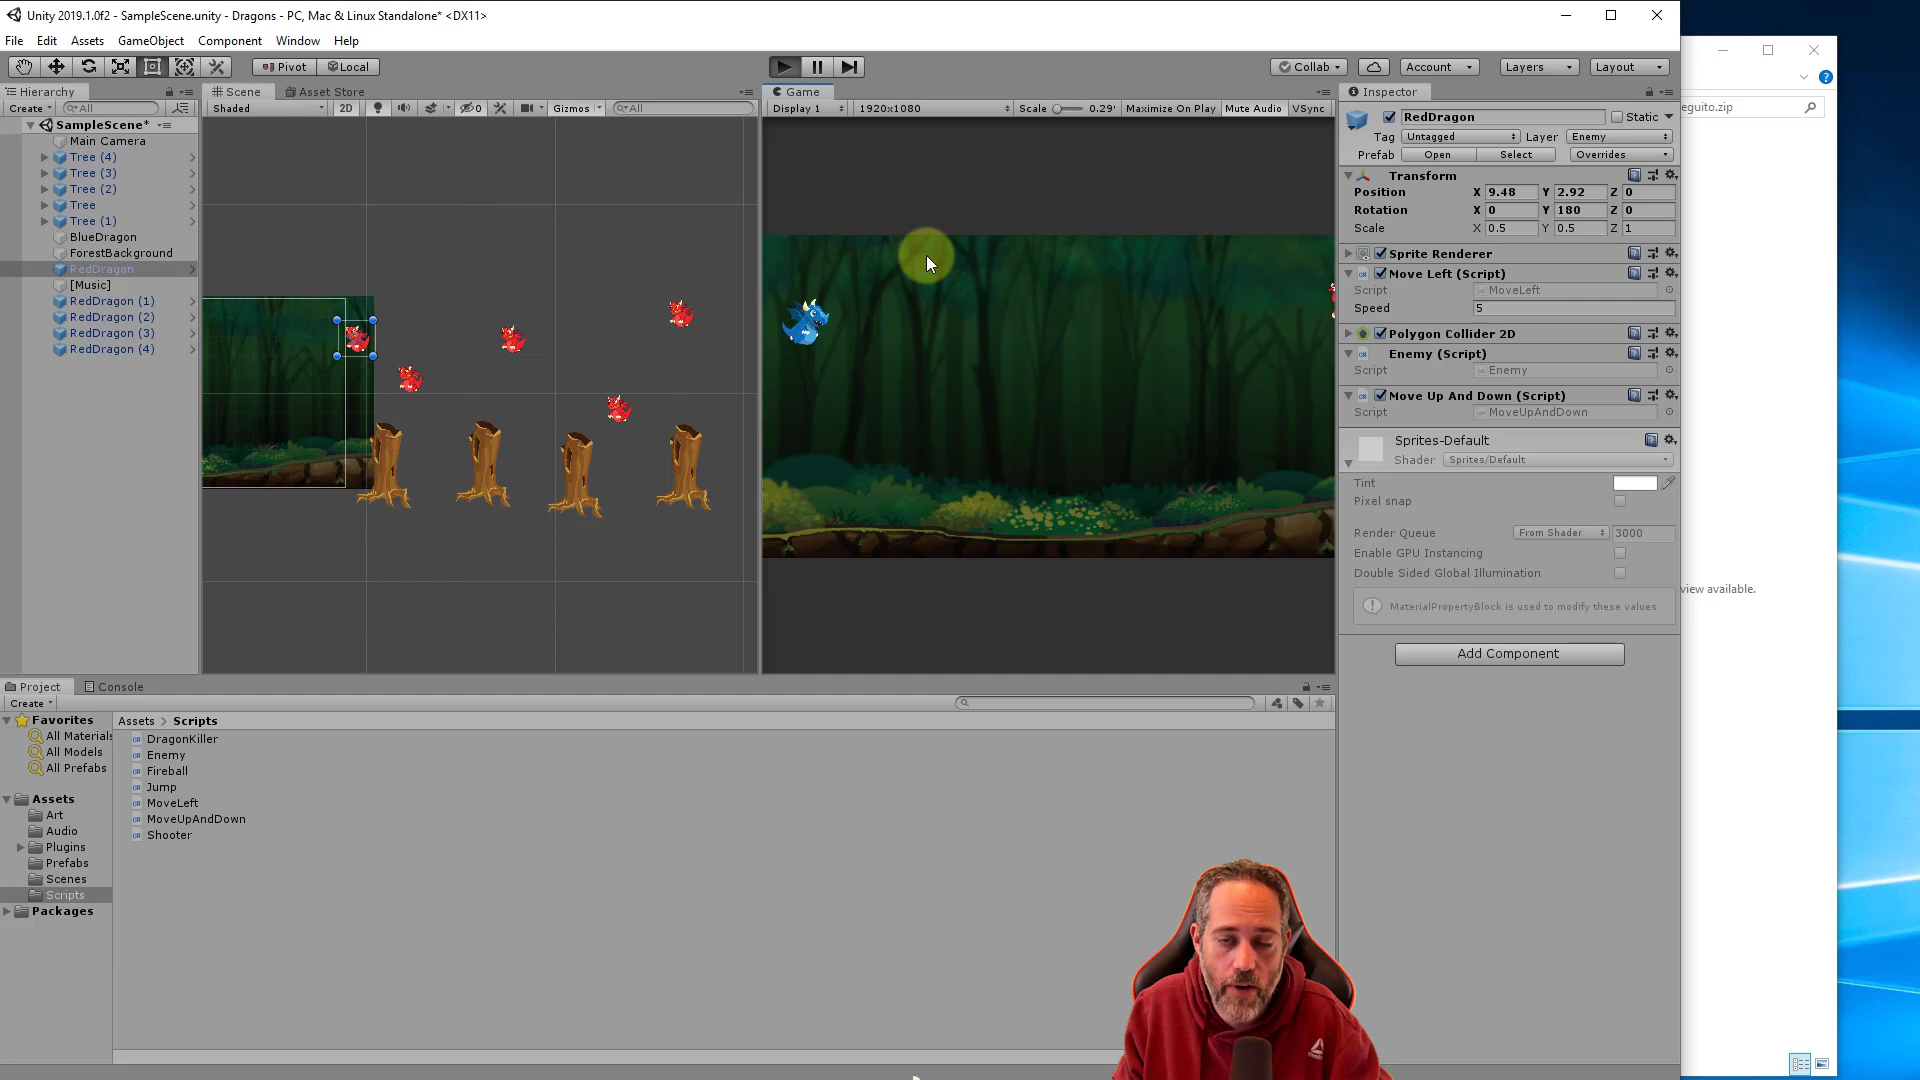 Unity 2019.1.0f2 - SampleScene.unity - Dragons - PC, Mac & Linux Standalone* <DX11>
File Edit Assets GameObject Component Window Help
Pivot Local
Collab Account Layers Layout
Hierarchy
Create All
SampleScene*
Main Camera
Tree (4)
Tree (3)
Tree (2)
Tree
Tree (1)
BlueDragon
ForestBackground
RedDragon
[Music]
RedDragon (1)
RedDragon (2)
RedDragon (3)
RedDragon (4)
Scene Asset Store
Shaded 2D 0 Gizmos All
Game
Display 1 1920x1080 Scale 0.29 Maximize On Play Mute Audio VSync
Inspector
RedDragon Static
Tag Untagged Layer Enemy
Prefab Open Select Overrides
Transform
Position X 9.48 Y 2.92 Z 0
Rotation X 0 Y 180 Z 0
Scale X 0.5 Y 0.5 Z 1
Sprite Renderer
Move Left (Script)
Script MoveLeft
Speed 5
Polygon Collider 2D
Enemy (Script)
Script Enemy
Move Up And Down (Script)
Script MoveUpAndDown
Sprites-Default
Shader Sprites/Default
Tint
Pixel snap
Render Queue From Shader 3000
Enable GPU Instancing
Double Sided Global Illumination
MaterialPropertyBlock is used to modify these values
Add Component
eguito.zip
view available.
Project Console
Create
Favorites
All Materials
All Models
All Prefabs
Assets
Art
Audio
Plugins
Prefabs
Scenes
Scripts
Packages
Assets > Scripts
DragonKiller
Enemy
Fireball
Jump
MoveLeft
MoveUpAndDown
Shooter